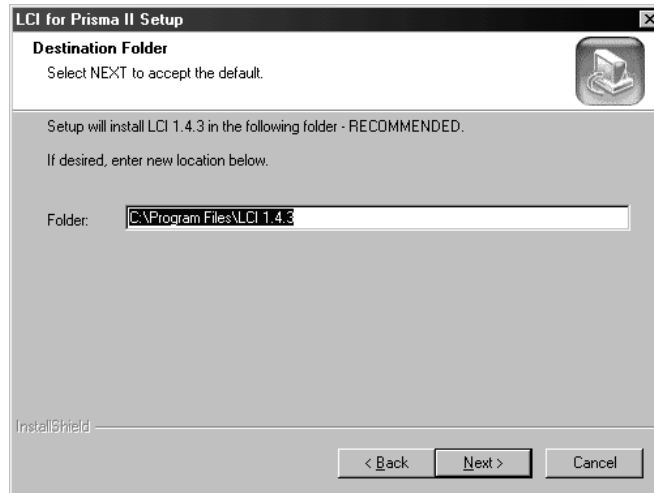 LCI for Prisma II Setup
Destination Folder
Select NEXT to accept the default.
Setup will install LCI 1.4.3 in the following folder - RECOMMENDED.
If desired, enter new location below.
Folder: C:\Program Files\LCI 1.4.3
InstallShield
< Back Next > Cancel